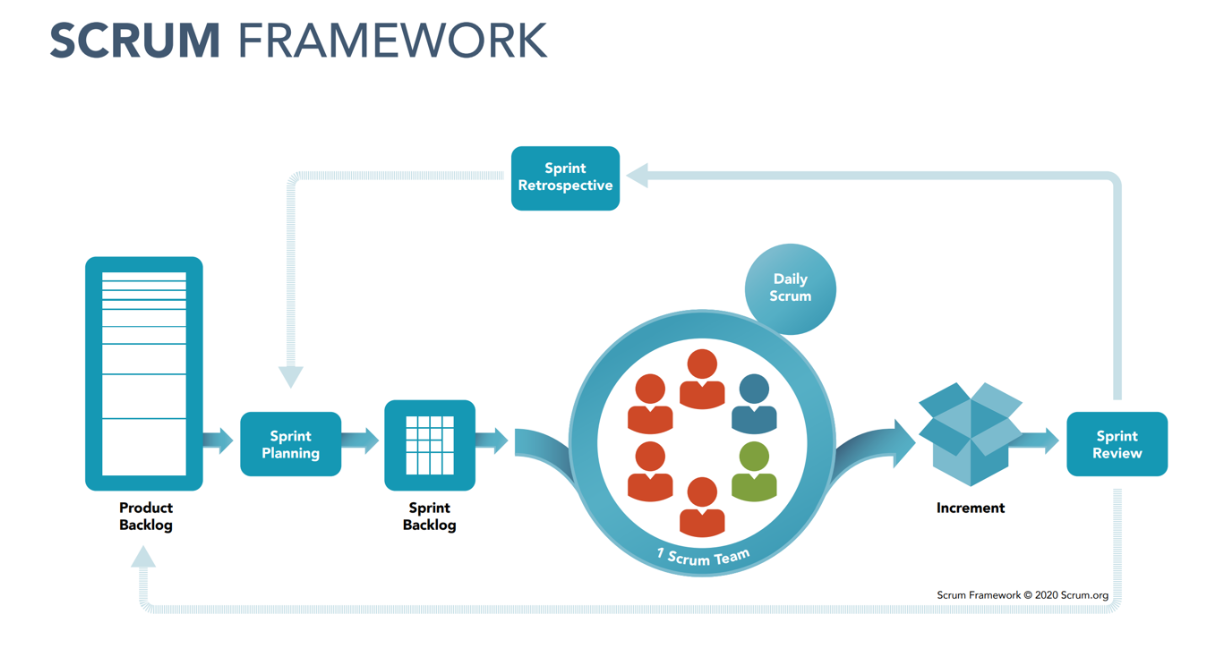 SCRUM FRAMEWORK
Sprint
Retrospective
Daily
Scrum
Sprint
Planning
Sprint
Review
Product
Backlog
Sprint
Backlog
1 Scrum Team
Increment
Scrum Framework © 2020 Scrum.org